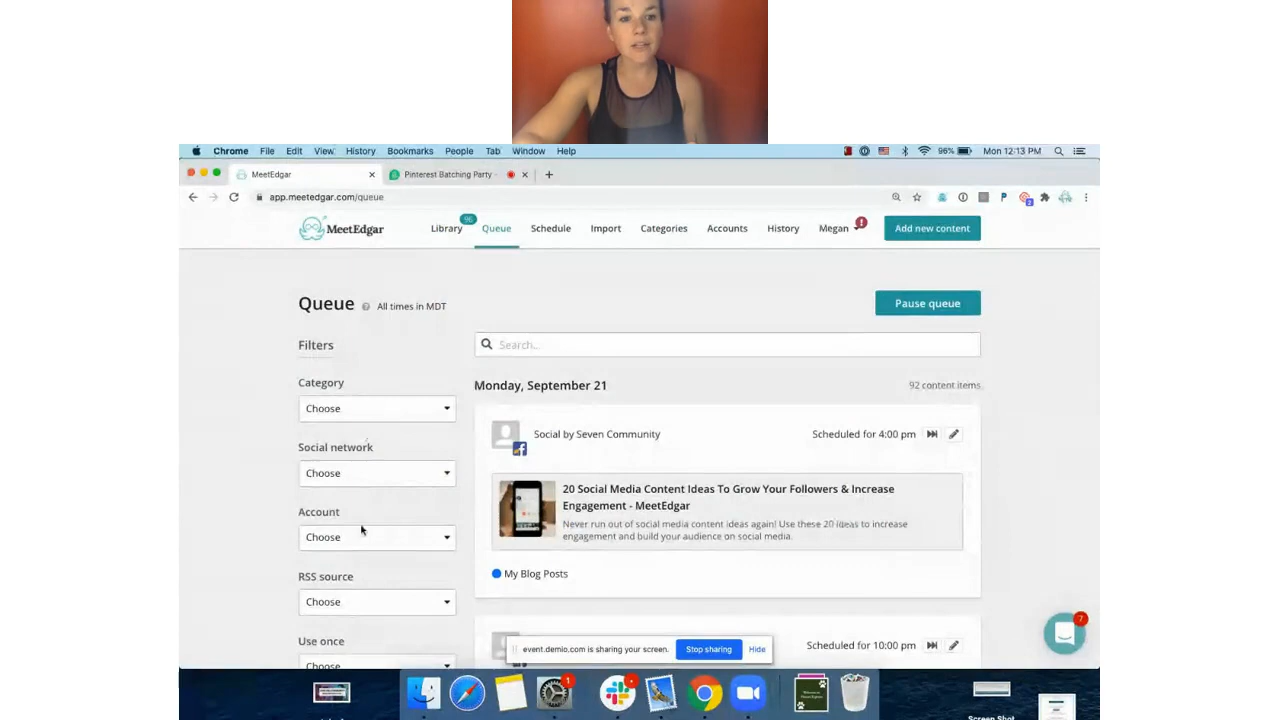 Chrome File Edit View History Bookmarks People Tab Window Help 96% Mon 12:13 PM
MeetEdgar Pinterest Batching Party -
app.meetedgar.com/queue
MeetEdgar Library 96 Queue Schedule Import Categories Accounts History Megan Add new content
Queue All times in MDT Pause queue
Filters
Search...
Category
Monday, September 21 92 content items
Choose
Social by Seven Community Scheduled for 4:00 pm
Social network
Choose
20 Social Media Content Ideas To Grow Your Followers & Increase
Engagement - MeetEdgar
Account
Never run out of social media content ideas again! Use these 20 ideas to increase
engagement and build your audience on social media.
Choose
My Blog Posts
RSS source
Choose
7
Use once
Scheduled for 10:00 pm
event.demio.com is sharing your screen. Stop sharing Hide
Choose
1
Screen Shot